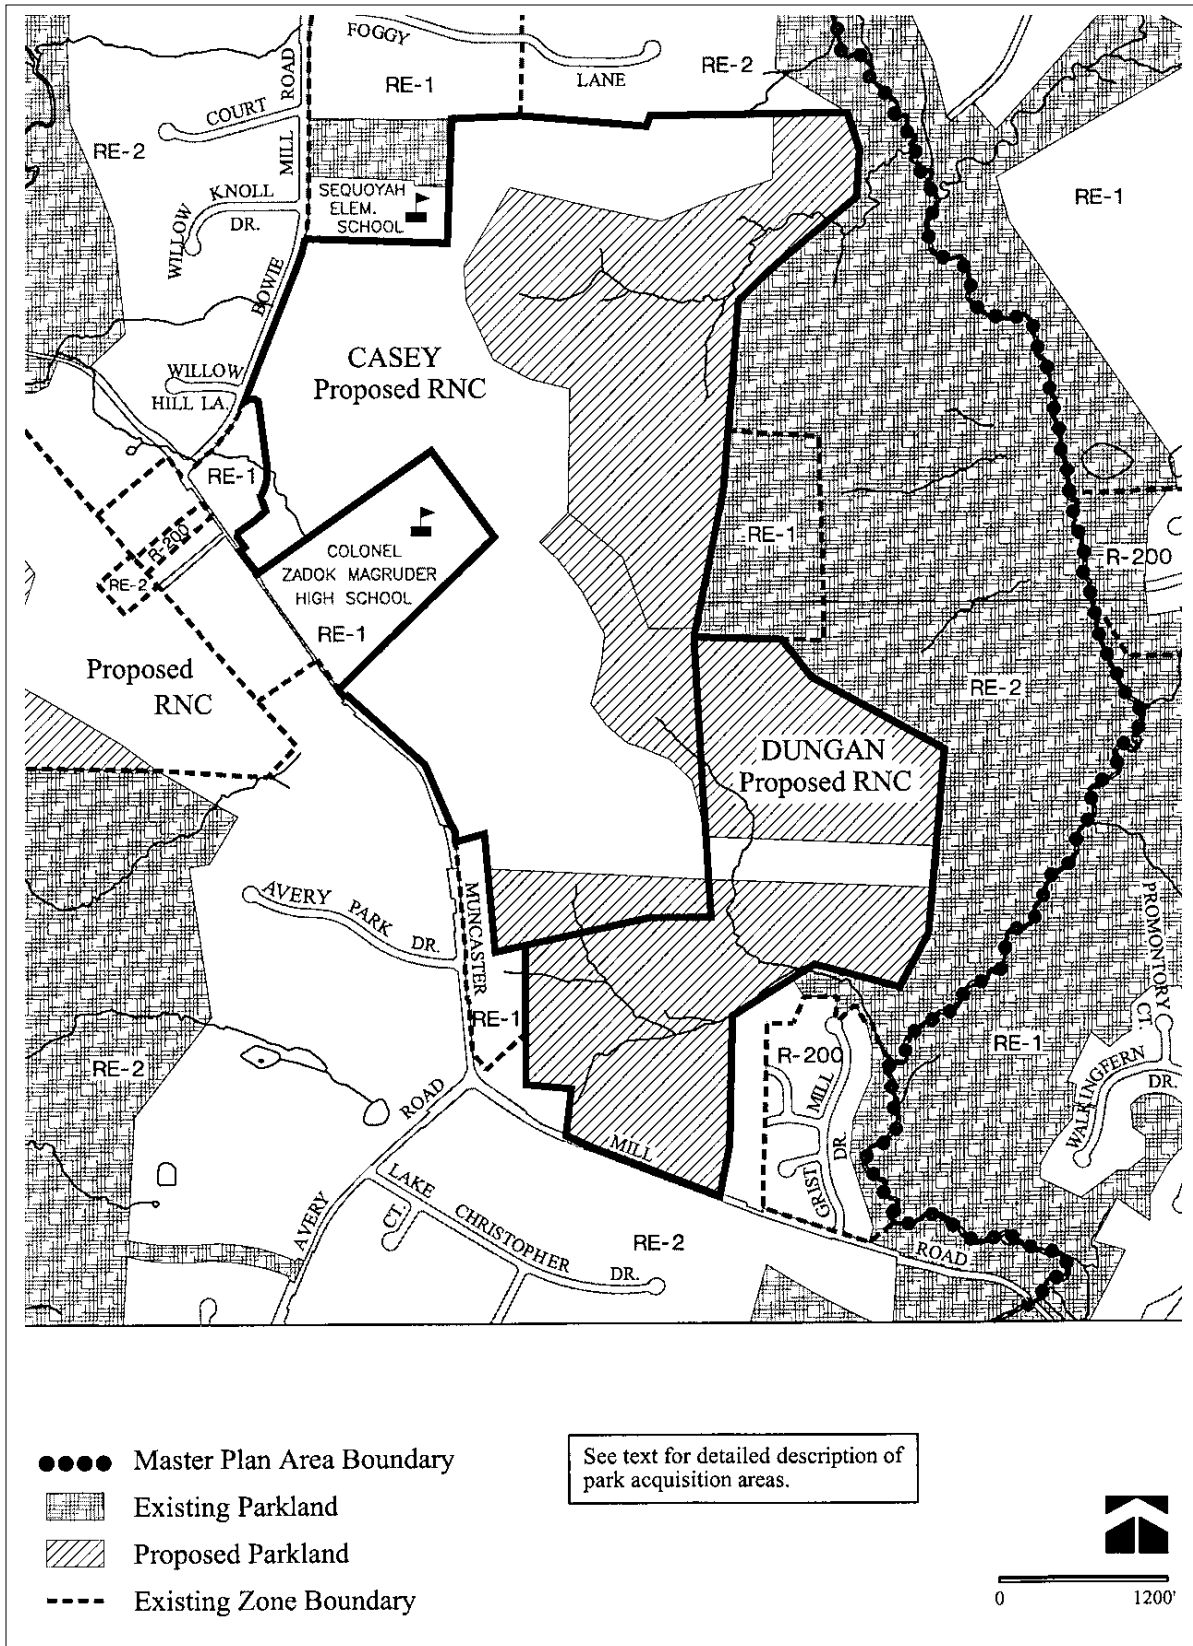 FOGGY
LANE
RE-2
RE-1
ROAD
COURT
RE-2
MILL
KNOLL
WILLOW
DR.
SEQUOYAH
ELEM.
SCHOOL
RE-1
BOWIE
WILLOW
HILL LA.
CASEY
Proposed RNC
RE-1
R-200
RE-2
COLONEL
ZADOK MAGRUDER
HIGH SCHOOL
RE-1
RE-1
R-200
Proposed
RNC
RE-2
DUNGAN
Proposed RNC
AVERY PARK DR.
MUNCASTER
PROMONTORY
CT.
RE-1
RE-2
ROAD
R-200
MILL
RE-1
WALKINGFERN
DR.
MILL
GRIST
DR.
AVERY
LAKE
CT.
CHRISTOPHER
DR.
RE-2
ROAD
Master Plan Area Boundary
Existing Parkland
Proposed Parkland
Existing Zone Boundary
See text for detailed description of
park acquisition areas.
0 1200'